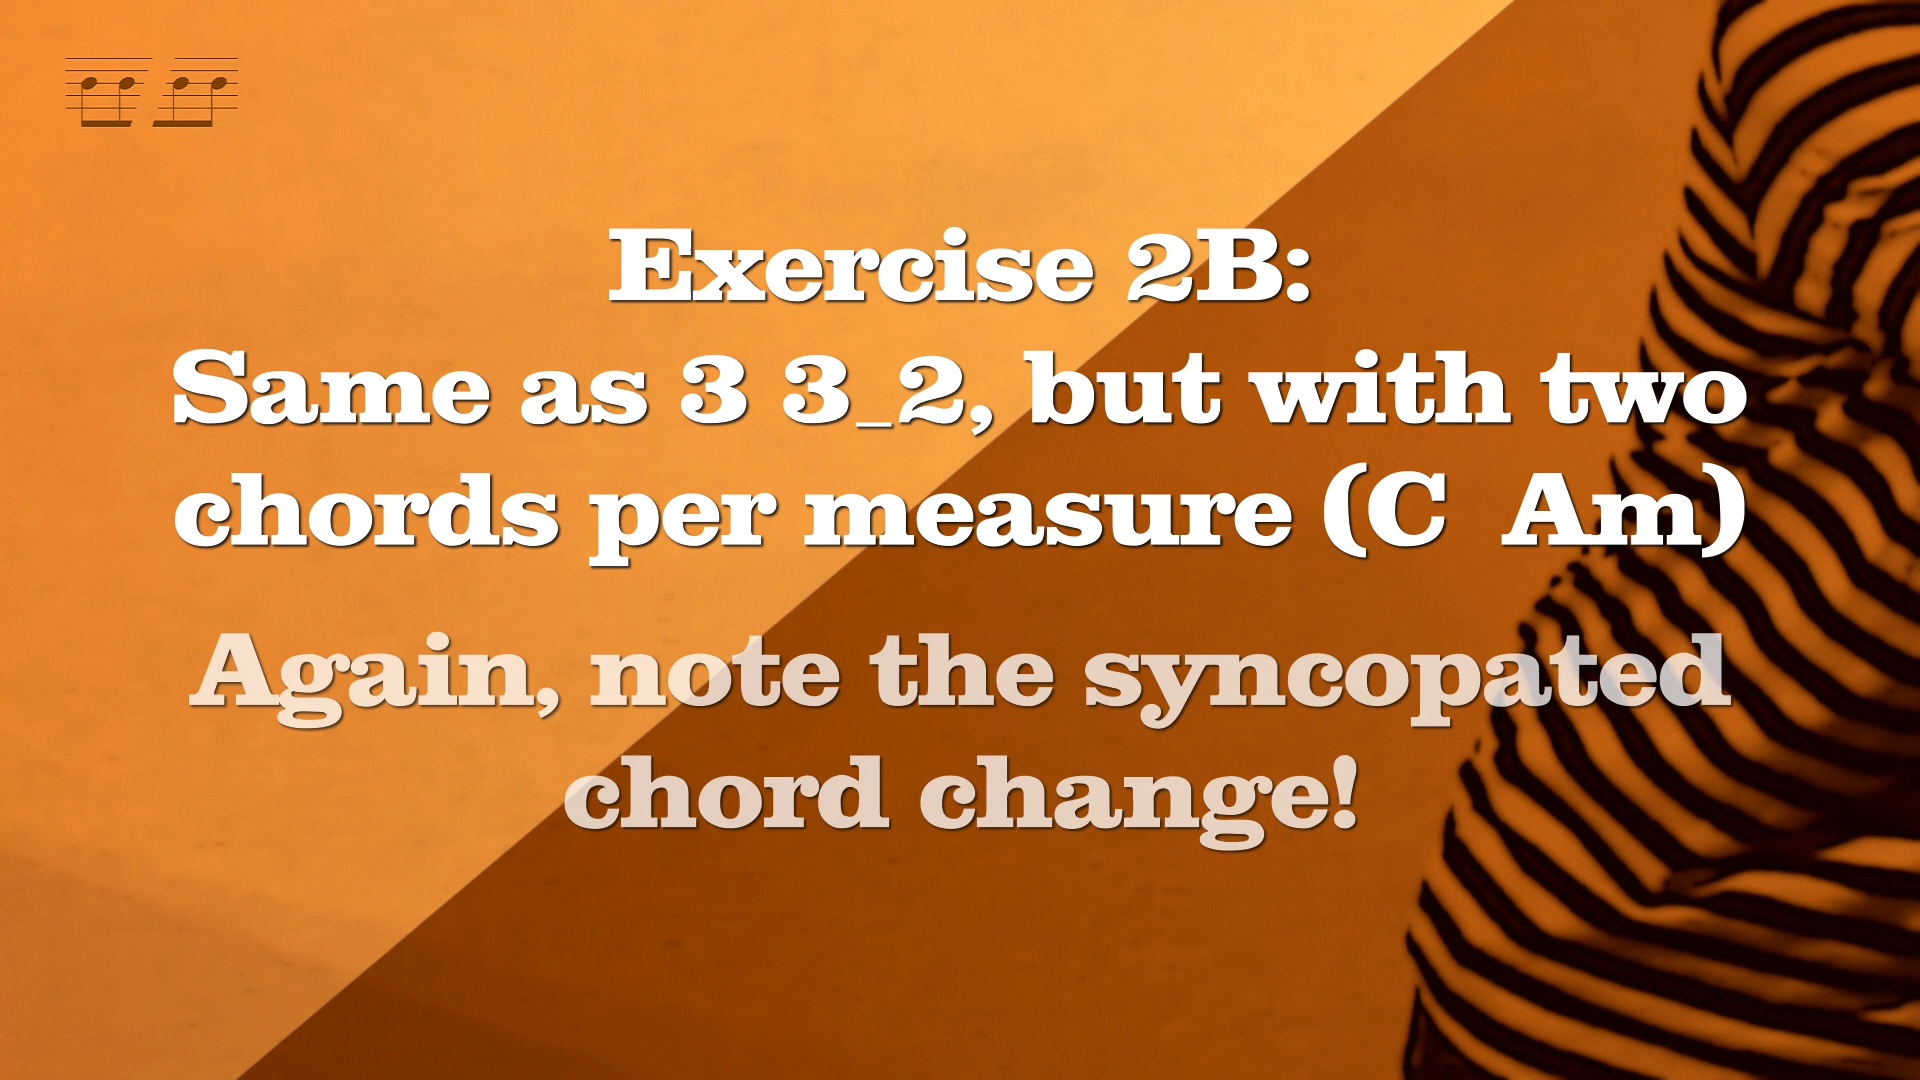 Exercise 2B:
Same as 3 3_2, but with two
chords per measure (C  Am)
Again, note the syncopated
chord change!